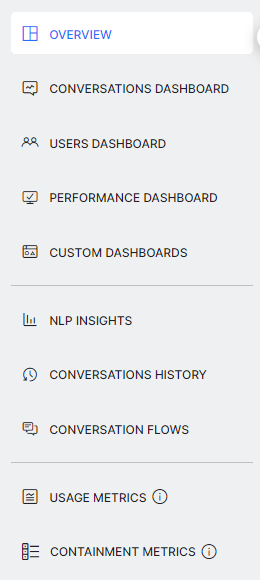 OVERVIEW
CONVERSATIONS DASHBOARD
USERS DASHBOARD
PERFORMANCE DASHBOARD
CUSTOM DASHBOARDS
NLP INSIGHTS
CONVERSATIONS HISTORY
CONVERSATION FLOWS
USAGE METRICS
CONTAINMENT METRICS